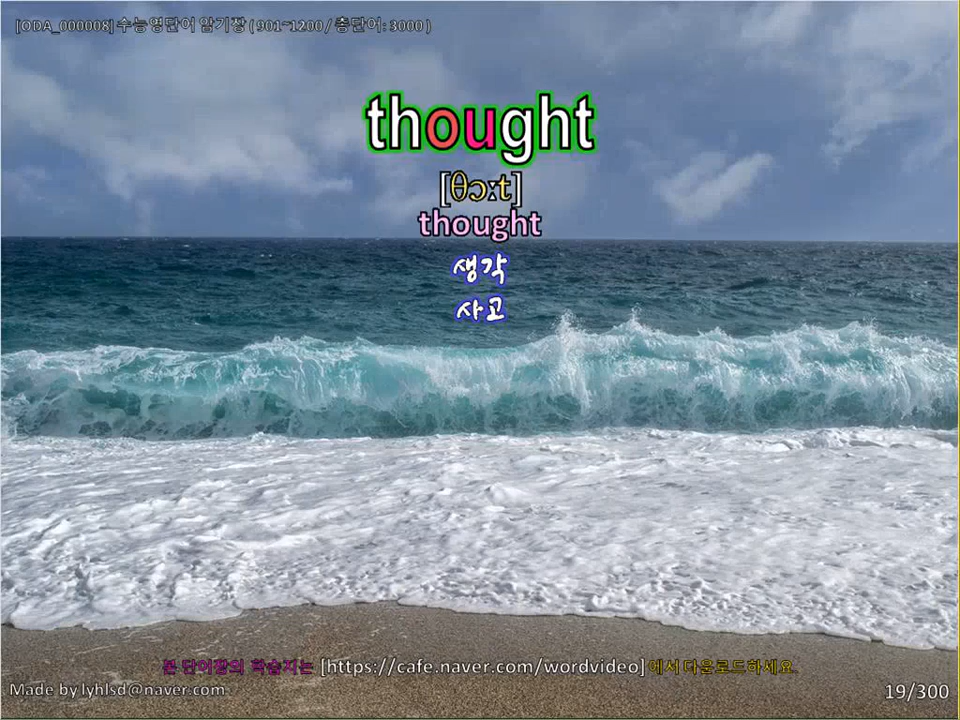 [ODA_000008] 수능영단어 암기장 ( 901~1200 / 총단어: 3000 )
thought
[θɔːt]
thought
생각
사고
본 단어장의 학습지는 [https://cafe.naver.com/wordvideo] 에서 다운로드하세요.
Made by lyhlsd@naver.com
19/300